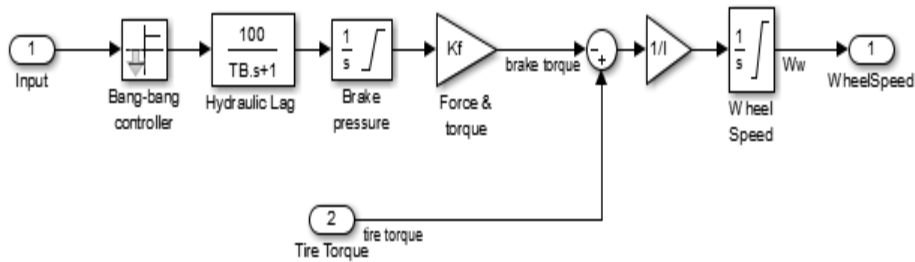 1
Input
Bang-bang
controller
100
TB.s+1
Hydraulic Lag
1
s
Brake
pressure
Kf
Force &
torque
brake torque
-
+
1/I
1
s
Wheel
Speed
Ww
1
WheelSpeed
2
Tire Torque
tire torque